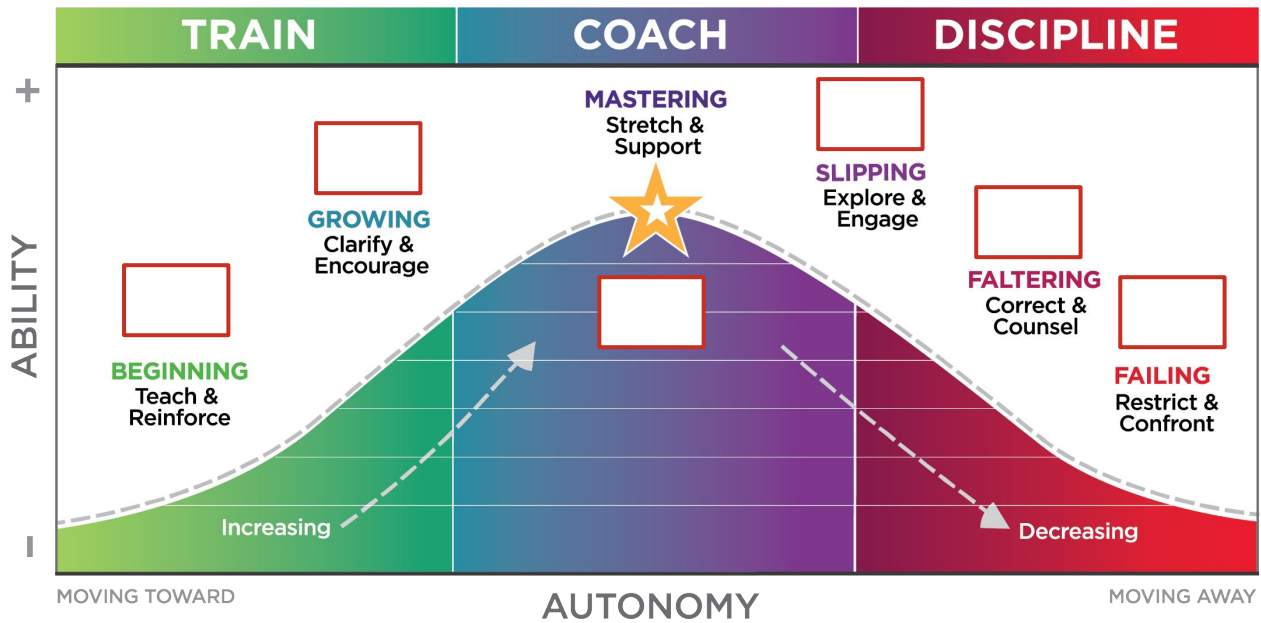 TRAIN
COACH
DISCIPLINE
+
ABILITY
–
MASTERING
Stretch &
Support
SLIPPING
Explore &
Engage
GROWING
Clarify &
Encourage
FALTERING
Correct &
Counsel
BEGINNING
Teach &
Reinforce
FAILING
Restrict &
Confront
Increasing
Decreasing
MOVING TOWARD
AUTONOMY
MOVING AWAY